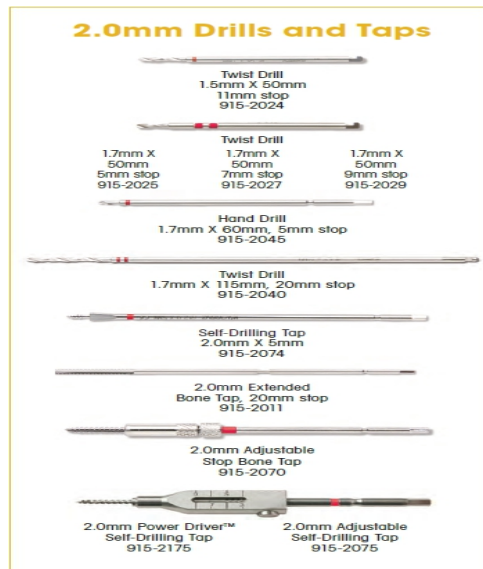 2.0mm Drills and Taps
Twist Drill
1.5mm X 50mm
11mm stop
915-2024
Twist Drill
1.7mm X
50mm
5mm stop
915-2025
1.7mm X
50mm
7mm stop
915-2027
1.7mm X
50mm
9mm stop
915-2029
Hand Drill
1.7mm X 60mm, 5mm stop
915-2045
Twist Drill
1.7mm X 115mm, 20mm stop
915-2040
Self-Drilling Tap
2.0mm X 5mm
915-2074
2.0mm Extended
Bone Tap, 20mm stop
915-2011
2.0mm Adjustable
Stop Bone Tap
915-2070
2.0mm Power Driver™
Self-Drilling Tap
915-2175
2.0mm Adjustable
Self-Drilling Tap
915-2075